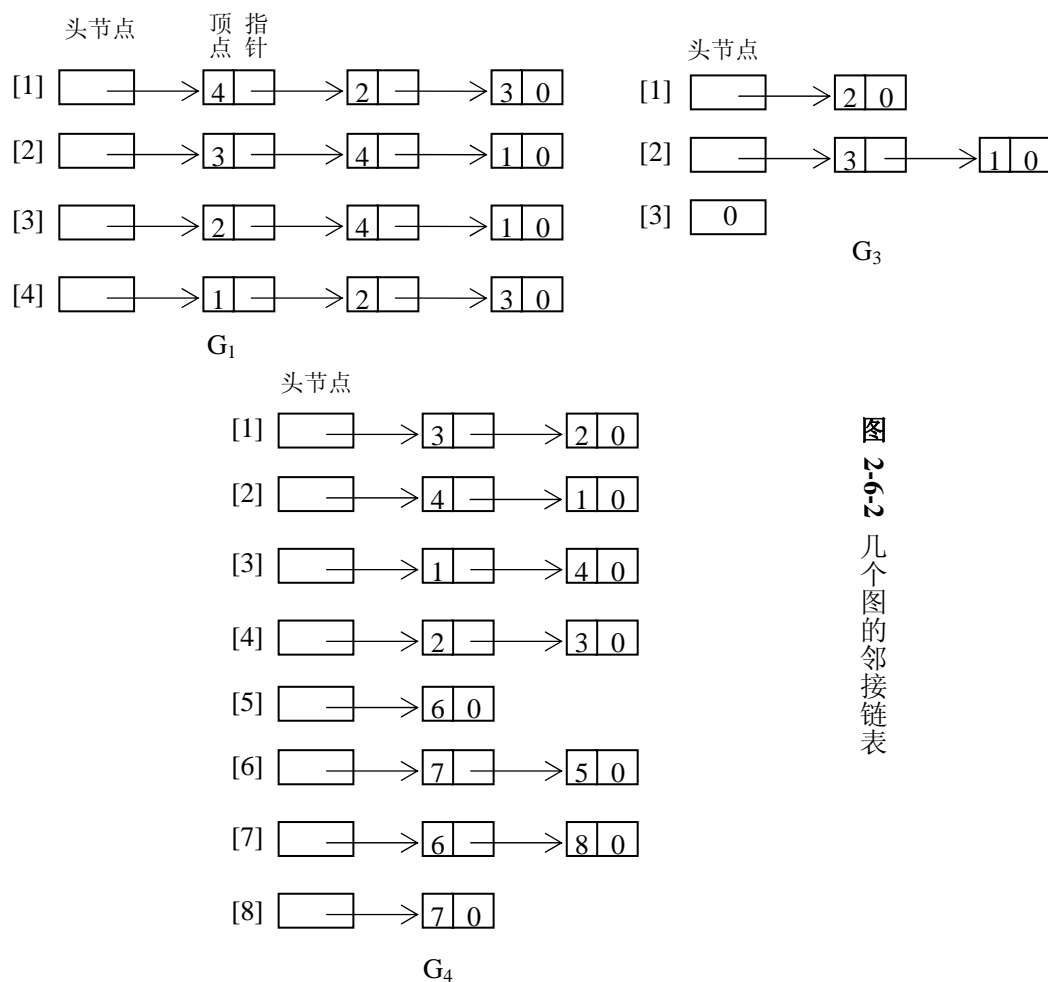 头节点 顶点 指针
[1] 4 2 3 0
[2] 3 4 1 0
[3] 2 4 1 0
[4] 1 2 3 0
G1
头节点
[1] 2 0
[2] 3 1 0
[3] 0
G3
头节点
[1] 3 2 0
[2] 4 1 0
[3] 1 4 0
[4] 2 3 0
[5] 6 0
[6] 7 5 0
[7] 6 8 0
[8] 7 0
G4
图 2-6-2 几个图的邻接链表